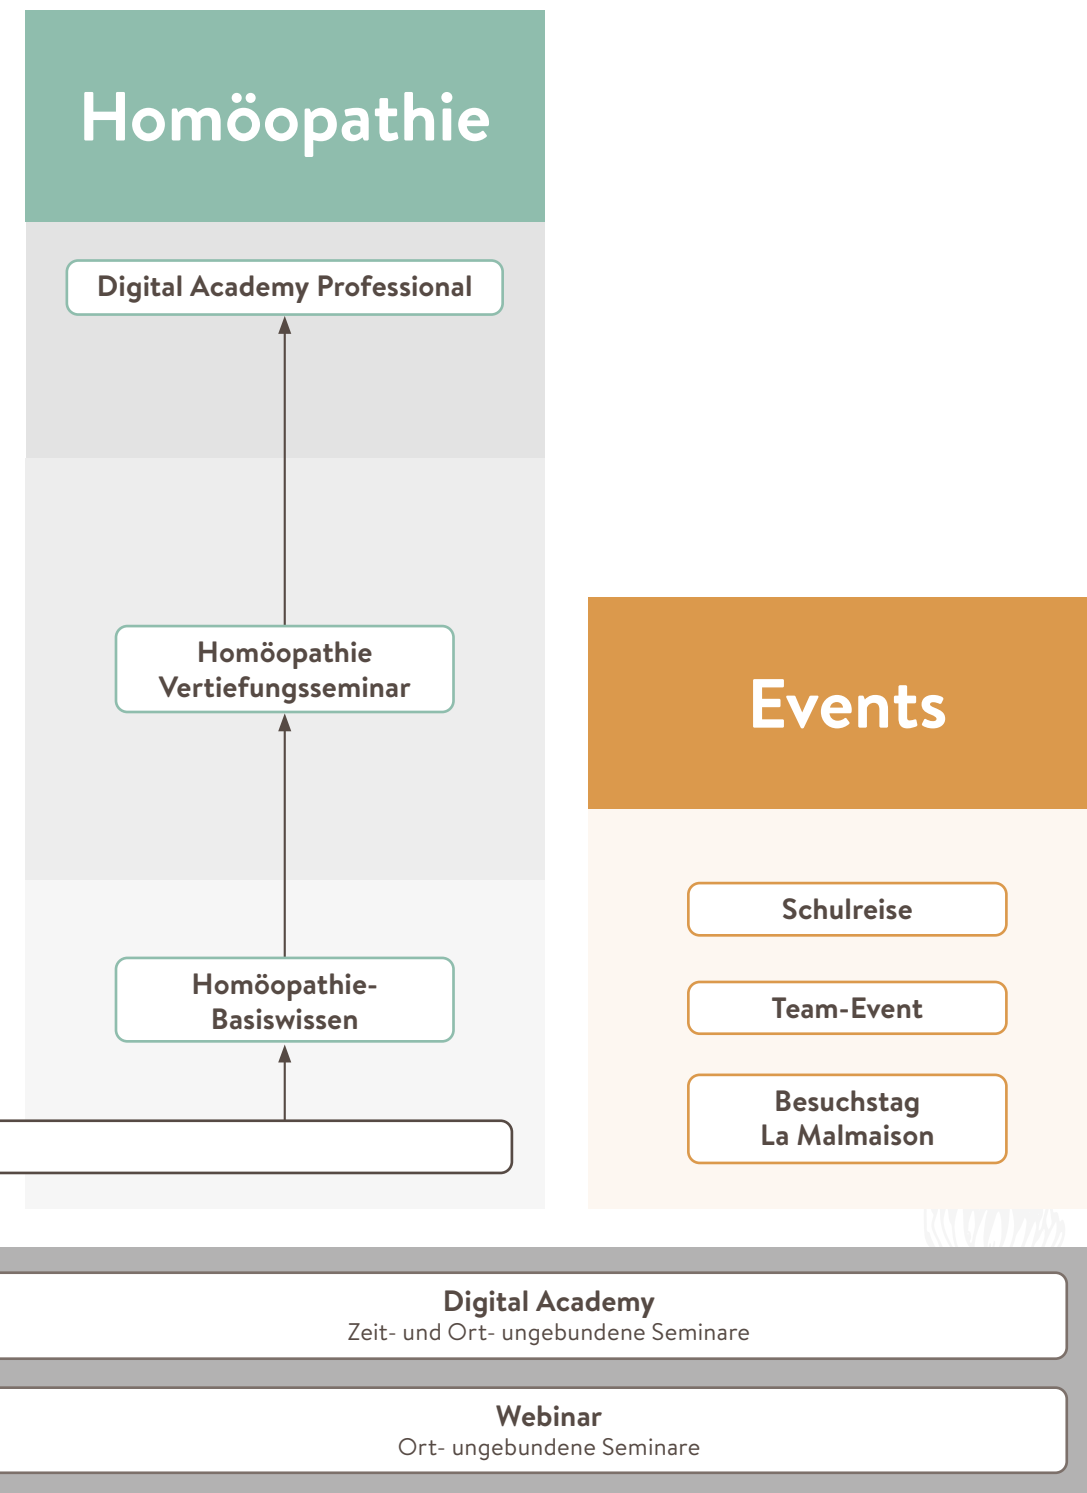 Homöopathie
Digital Academy Professional
Homöopathie
Vertiefungsseminar
Homöopathie-
Basiswissen
Events
Schulreise
Team-Event
Besuchstag
La Malmaison
Digital Academy
Zeit- und Ort- ungebundene Seminare
Webinar
Ort- ungebundene Seminare